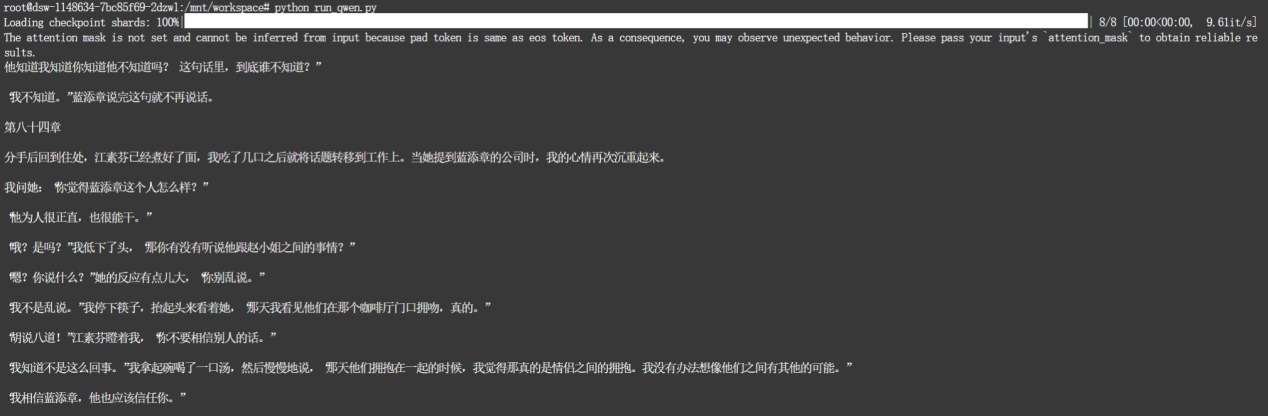 root@dsw-1148634-7bc85f69-2dzwl:/mnt/workspace# python run_qwen.py
Loading checkpoint shards: 100%| | 8/8 [00:00<00:00, 9.61it/s]
The attention mask is not set and cannot be inferred from input because pad token is same as eos token. As a consequence, you may observe unexpected behavior. Please pass your input's `attention_mask` to obtain reliable re
sults.
他知道我知道你知道他不知道吗？ 这句话里，到底谁不知道？”
“我不知道。”蓝添章说完这句就不再说话。
第八十四章
分手后回到住处，江素芬已经煮好了面，我吃了几口之后就将话题转移到工作上。当她提到蓝添章的公司时，我的心情再次沉重起来。
我问她：“你觉得蓝添章这个人怎么样？”
“他为人很正直，也很能干。”
“哦？是吗？”我低下了头，“那你有没有听说他跟赵小姐之间的事情？”
“嗯？你说什么？”她的反应有点儿大，“你别乱说。”
“我不是乱说。”我停下筷子，抬起头来看着她，“那天我看见他们在那个咖啡厅门口拥吻，真的。”
“胡说八道！”江素芬瞪着我，“你不要相信别人的话。”
“我知道不是这么回事。”我拿起碗喝了一口汤，然后慢慢地说，“那天他们拥抱在一起的时候，我觉得那真的是情侣之间的拥抱。我没有办法想像他们之间有其他的可能。”
“我相信蓝添章，他也应该信任你。”